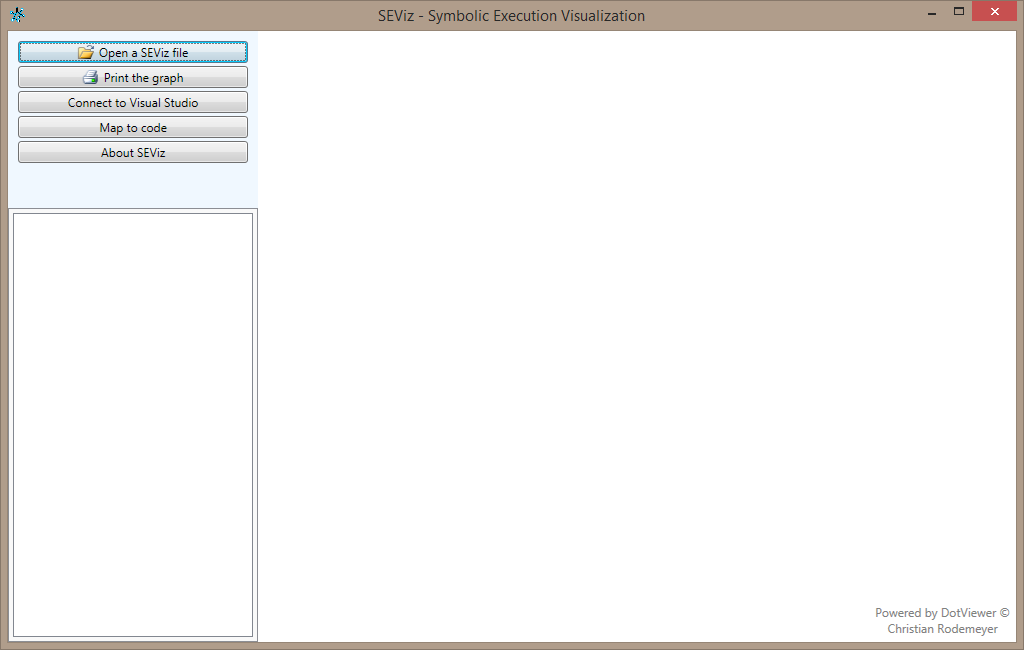 SEViz - Symbolic Execution Visualization
Open a SEViz file
Print the graph
Connect to Visual Studio
Map to code
About SEViz
Powered by DotViewer ©
Christian Rodemeyer